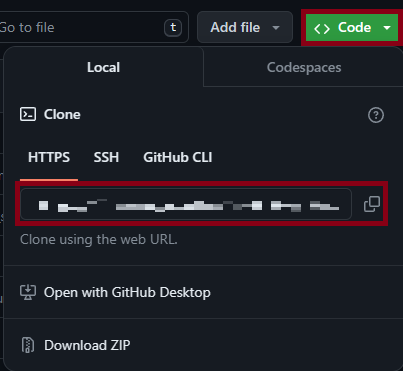 Go to file t Add file Code
Local Codespaces
Clone
HTTPS SSH GitHub CLI
Clone using the web URL.
Open with GitHub Desktop
Download ZIP